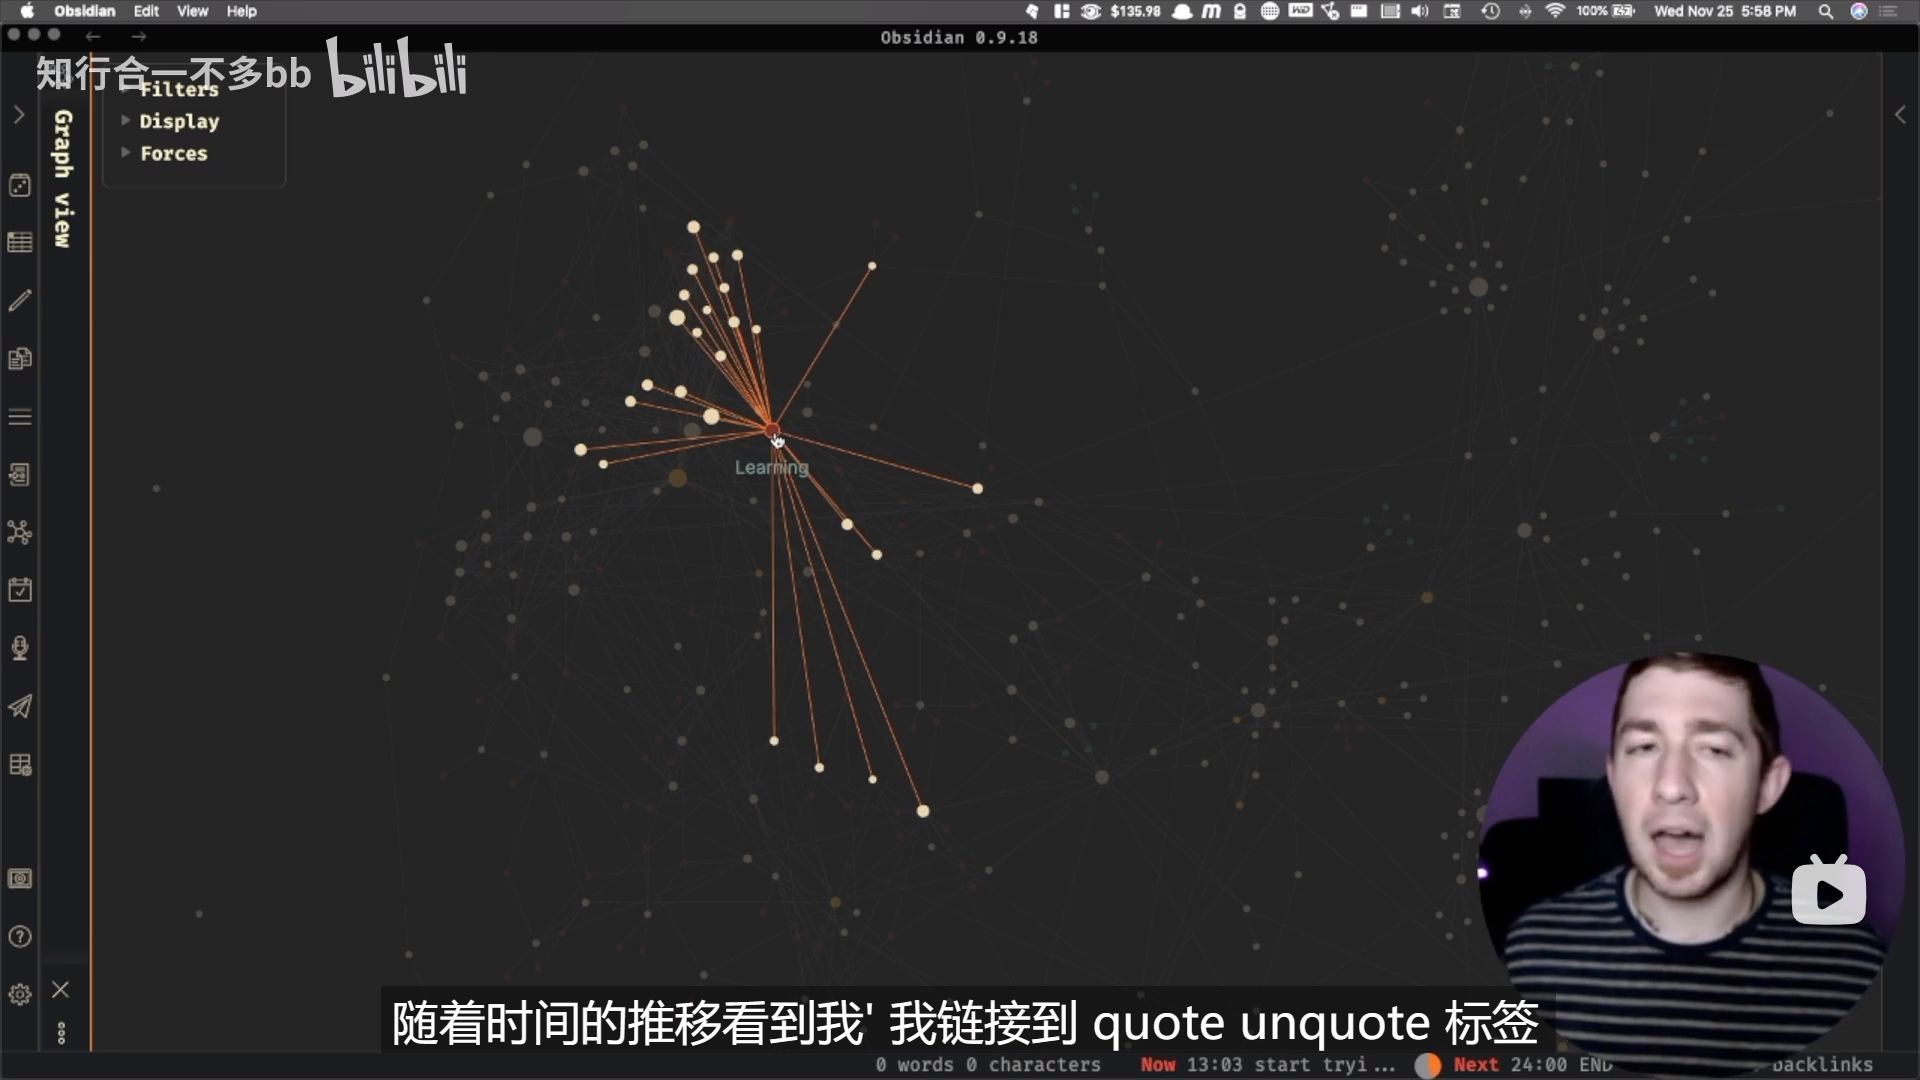 Obsidian Edit View Help
$135.98
100%
Wed Nov 25 5:58 PM
Obsidian 0.9.18
知行合一不多bb bilibili
Filters
Display
Forces
Graph view
Learning
随着时间的推移看到我' 我链接到 quote unquote 标签
0 words 0 characters Now 13:03 start tryi... Next 24:00 END backlinks